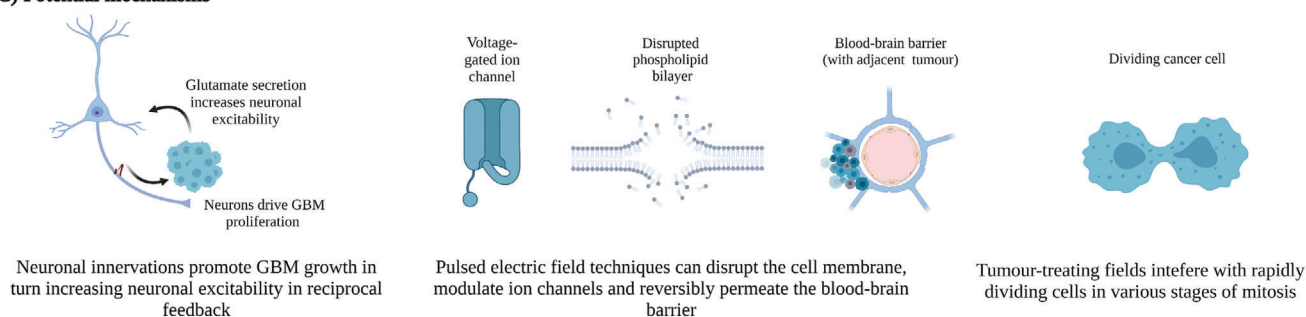 Potential mechanisms
Glutamate secretion
increases neuronal
excitability
Neurons drive GBM
proliferation
Neuronal innervations promote GBM growth in
turn increasing neuronal excitability in reciprocal
feedback
Voltage-
gated ion
channel
Disrupted
phospholipid
bilayer
Blood-brain barrier
(with adjacent tumour)
Pulsed electric field techniques can disrupt the cell membrane,
modulate ion channels and reversibly permeate the blood-brain
barrier
Dividing cancer cell
Tumour-treating fields intefere with rapidly
dividing cells in various stages of mitosis